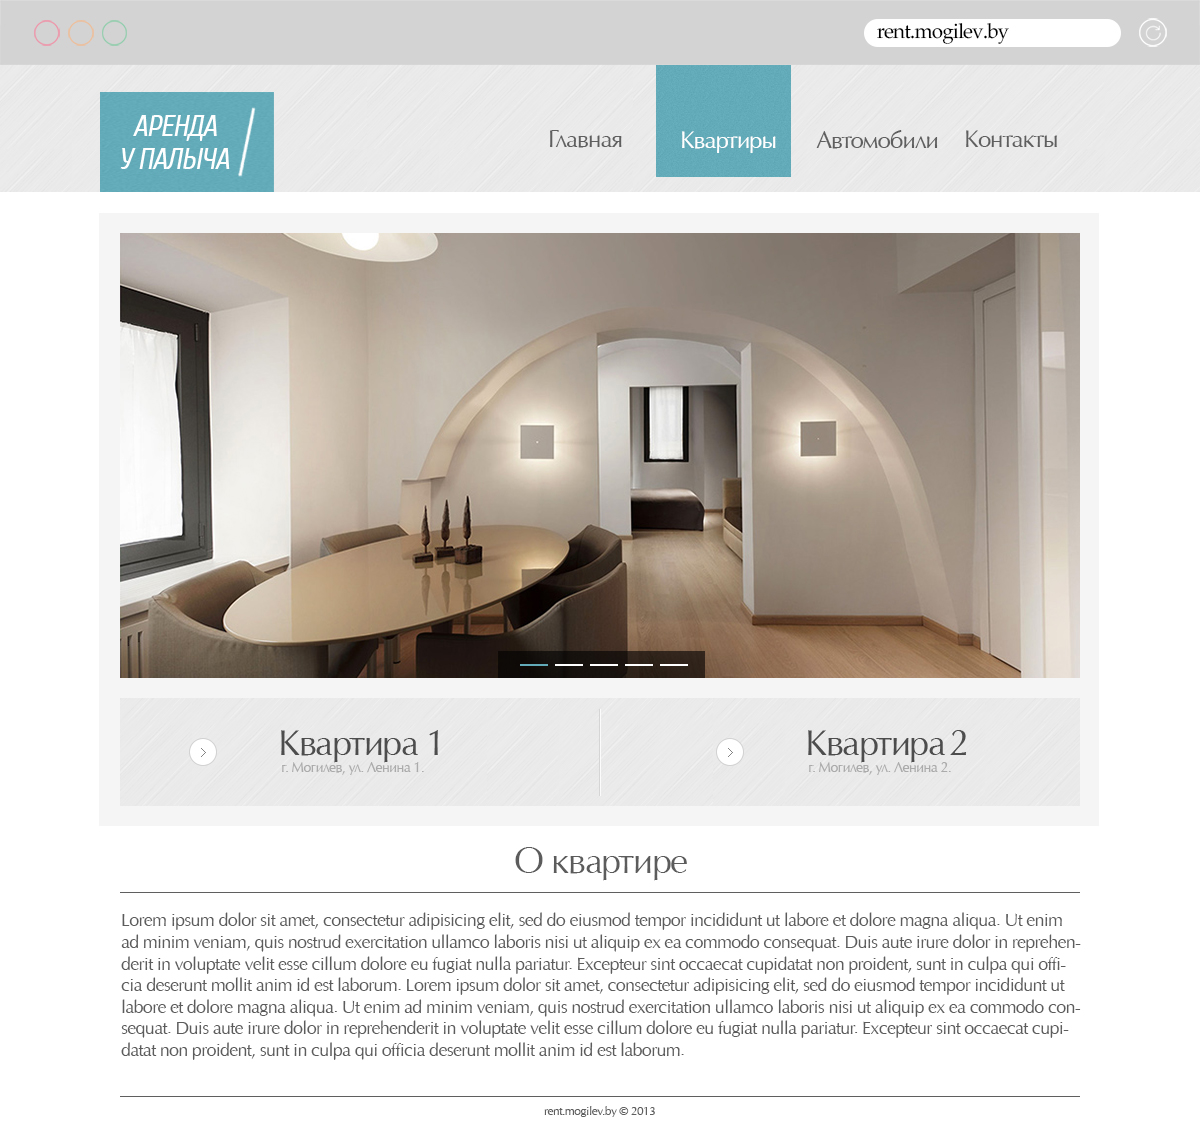 rent.mogilev.by
АРЕНДА
У ПАЛЫЧА
Главная Квартиры Автомобили Контакты
Квартира 1
г. Могилев, ул. Ленина 1.
Квартира 2
г. Могилев, ул. Ленина 2.
О квартире
Lorem ipsum dolor sit amet, consectetur adipisicing elit, sed do eiusmod tempor incididunt ut labore et dolore magna aliqua. Ut enim
ad minim veniam, quis nostrud exercitation ullamco laboris nisi ut aliquip ex ea commodo consequat. Duis aute irure dolor in reprehen-
derit in voluptate velit esse cillum dolore eu fugiat nulla pariatur. Excepteur sint occaecat cupidatat non proident, sunt in culpa qui offi-
cia deserunt mollit anim id est laborum. Lorem ipsum dolor sit amet, consectetur adipisicing elit, sed do eiusmod tempor incididunt ut
labore et dolore magna aliqua. Ut enim ad minim veniam, quis nostrud exercitation ullamco laboris nisi ut aliquip ex ea commodo con-
sequat. Duis aute irure dolor in reprehenderit in voluptate velit esse cillum dolore eu fugiat nulla pariatur. Excepteur sint occaecat cupi-
datat non proident, sunt in culpa qui officia deserunt mollit anim id est laborum.
rent.mogilev.by © 2013